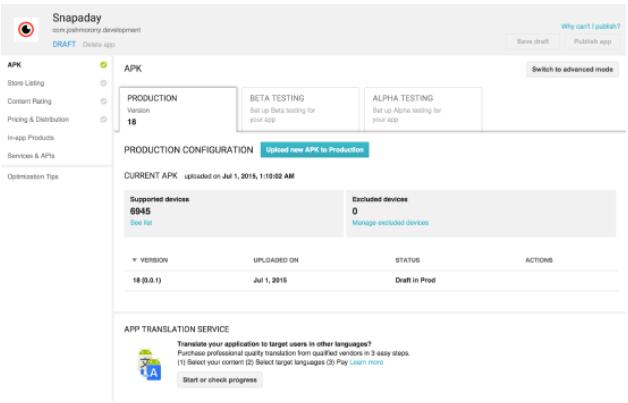 Snapaday
com.joshmorony.development
DRAFT Delete app
Why can't I publish?
Save draft
Publish app
APK
Store Listing
Content Rating
Pricing & Distribution
In-app Products
Services & APIs
Optimization Tips
APK
Switch to advanced mode
PRODUCTION
Version
18
BETA TESTING
Set up Beta testing for
your app
ALPHA TESTING
Set up Alpha testing for
your app
PRODUCTION CONFIGURATION
Upload new APK to Production
CURRENT APK uploaded on Jul 1, 2015, 1:10:02 AM
Supported devices
6945
See list
Excluded devices
0
Manage excluded devices
VERSION UPLOADED ON STATUS ACTIONS
18 (0.0.1) Jul 1, 2015 Draft in Prod
APP TRANSLATION SERVICE
Translate your application to target users in other languages?
Purchase professional quality translation from qualified vendors in 3 easy steps.
(1) Select your content (2) Select target languages (3) Pay Learn more
Start or check progress
A